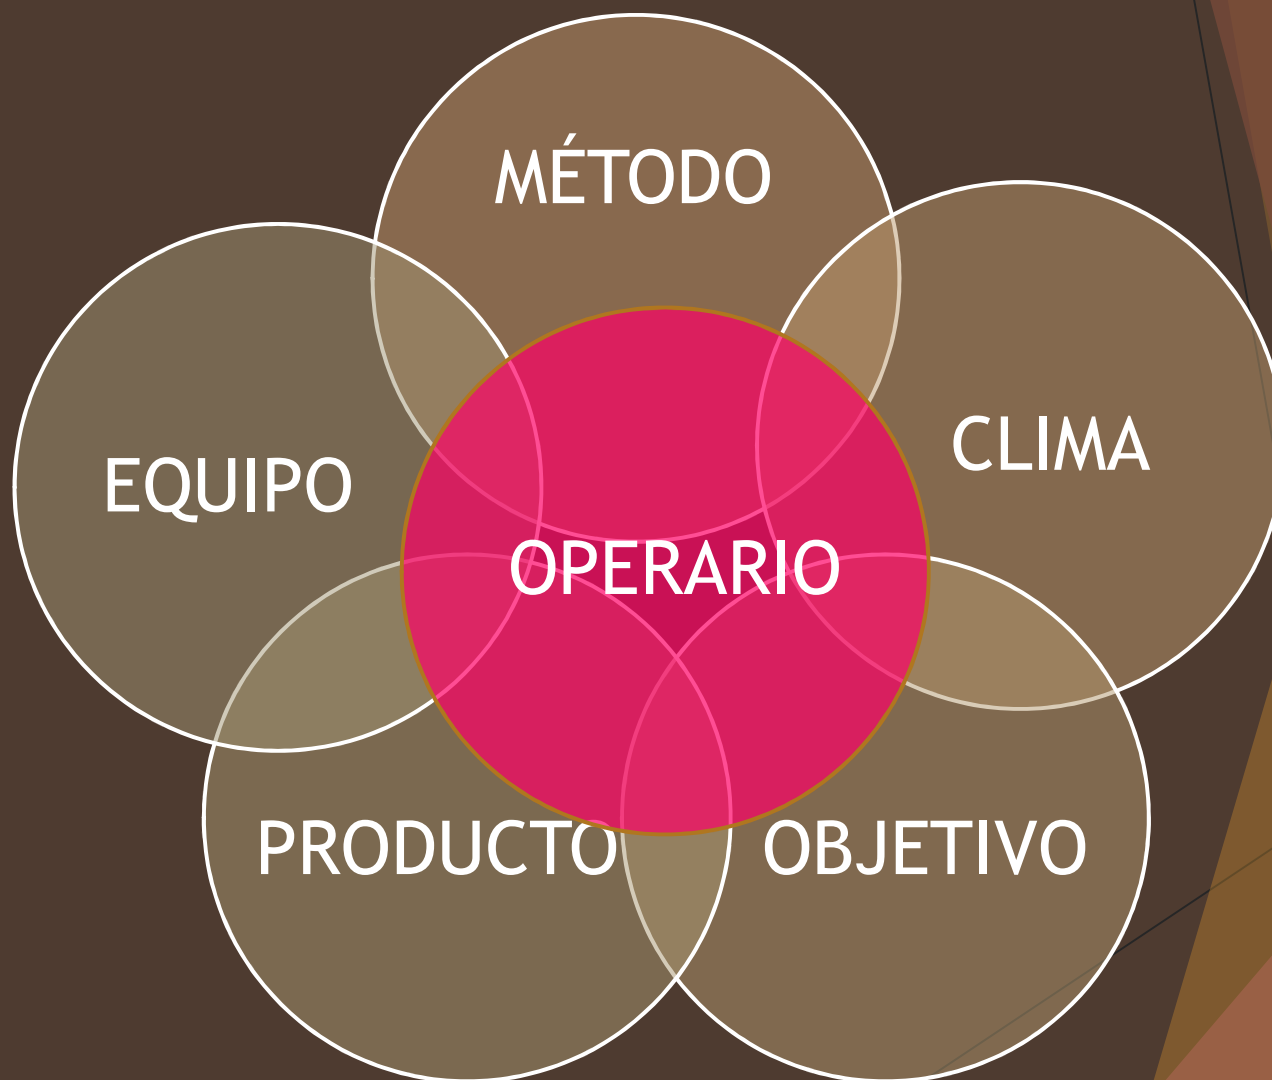 MÉTODO
CLIMA
EQUIPO
OPERARIO
PRODUCTO
OBJETIVO